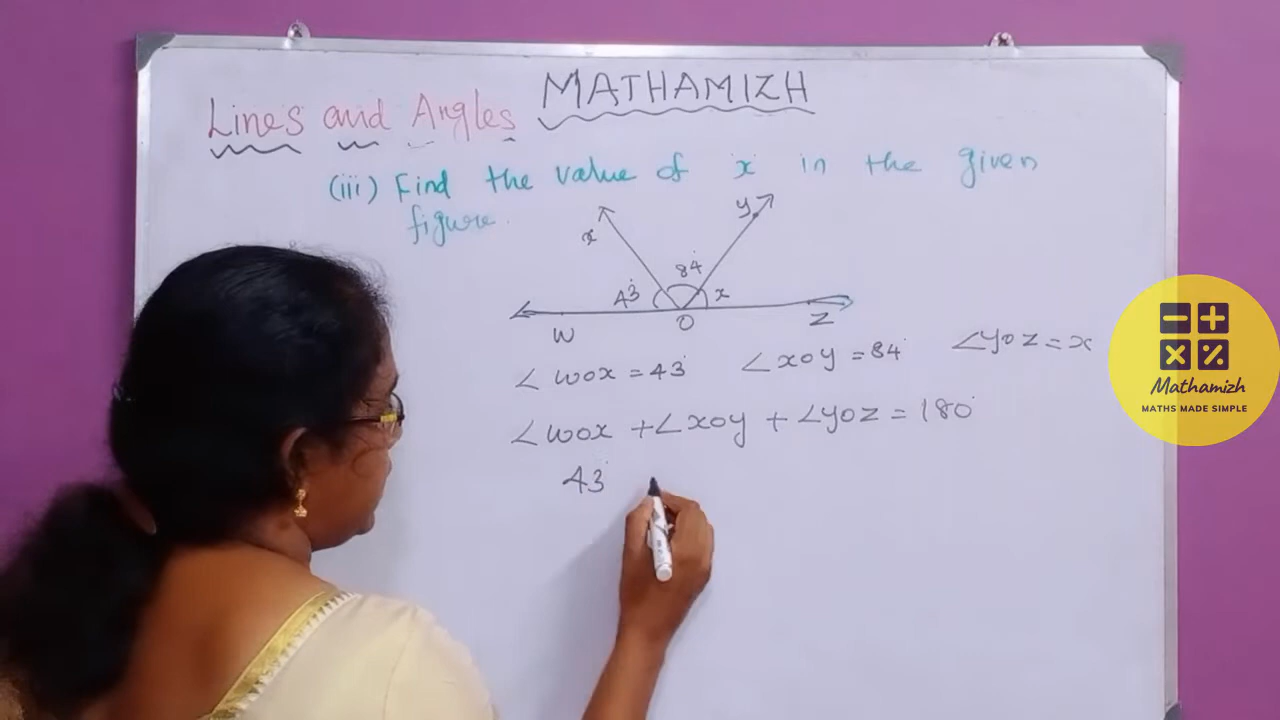 MATHAMIZH
Lines and Angles
(iii) Find the value of x in the given
figure.
x
y
84°
43°
x
W
O
Z
∠WOX = 43° ∠XOY = 84° ∠YOZ = x
∠WOX + ∠XOY + ∠YOZ = 180°
43°
Mathamizh
MATHS MADE SIMPLE